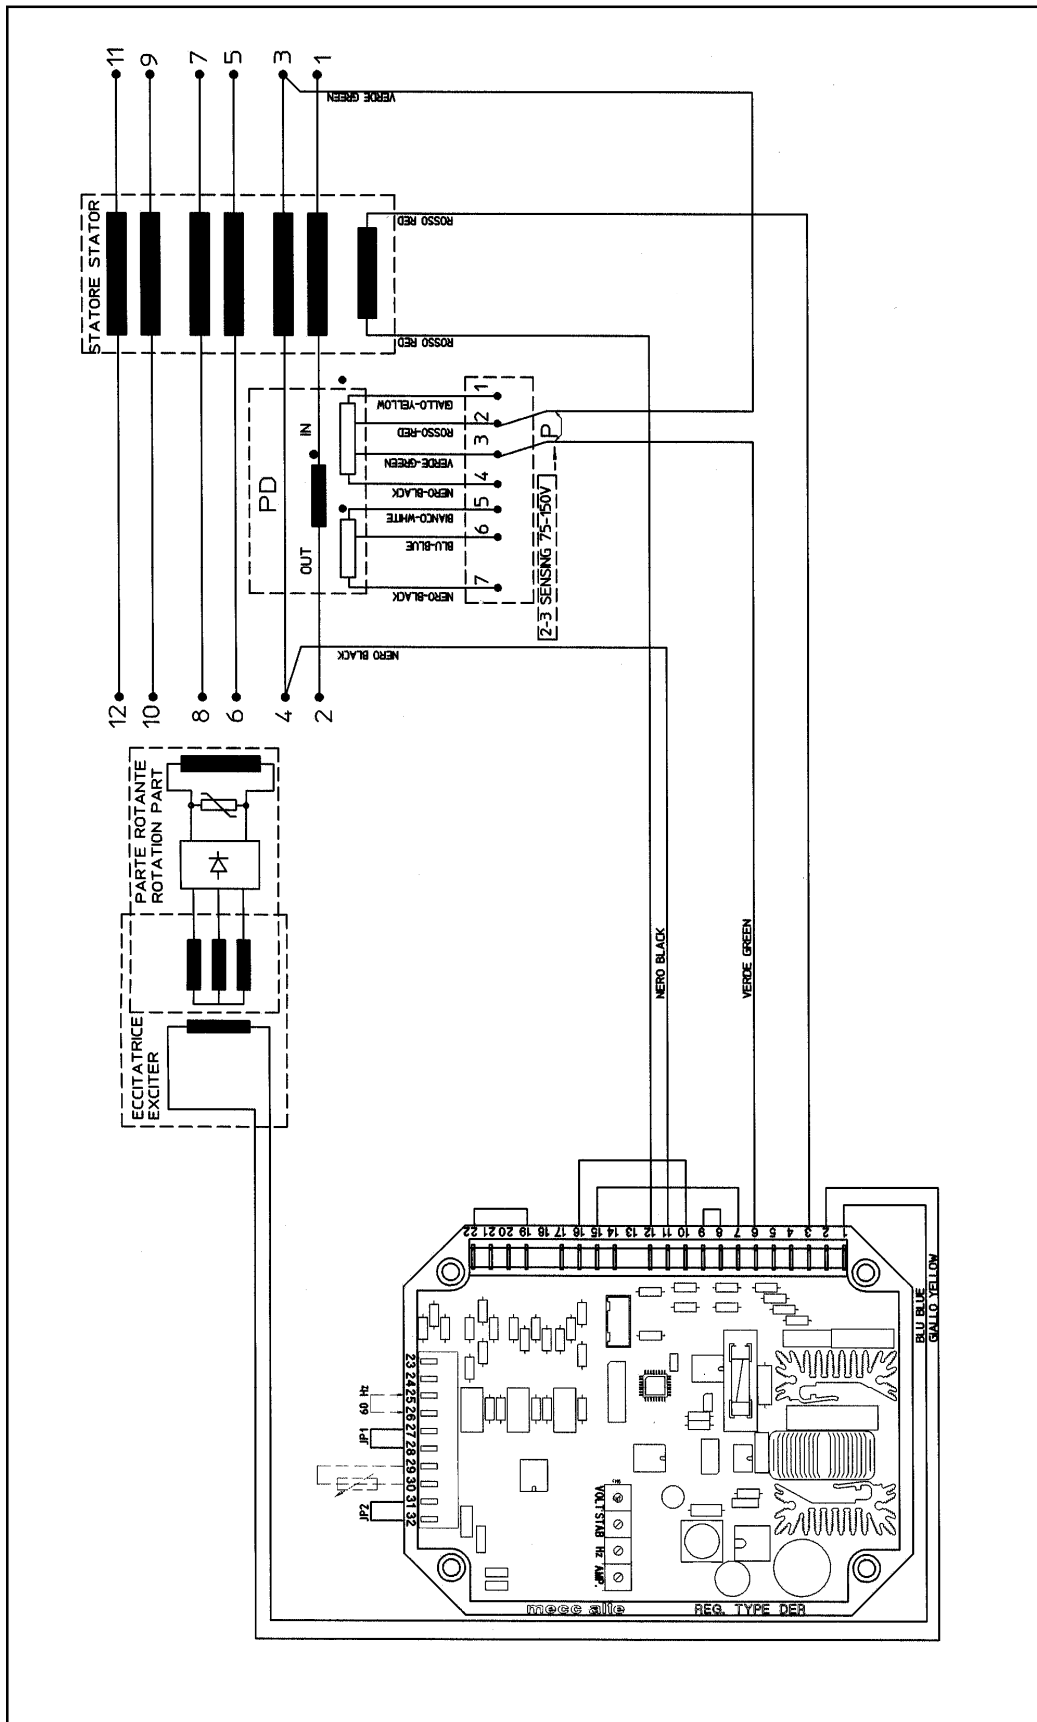 11
9
7
5
3
1
VERDE GREEN
STATORE STATOR
ROSSO RED
ROSSO RED
PD
IN
OUT
GIALLO-YELLOW
ROSSO-RED
VERDE-GREEN
NERO-BLACK
BIANCO-WHITE
BLU-BLUE
NERO-BLACK
1
2
3
4
5
6
7
P
2-3 SENSING 75-150V
NERO BLACK
12
10
8
6
4
2
PARTE ROTANTE
ROTATION PART
ECCITATRICE
EXCITER
NERO BLACK
VERDE GREEN
22
21
20
19
18
17
16
15
14
13
12
11
10
9
8
7
6
5
4
3
2
1
BLU BLUE
GIALLO YELLOW
60 Hz
JP1
JP2
23
24
25
26
27
28
29
30
31
32
VOLT
STAB
Hz
AMP.
mecc alte
REG. TYPE DER